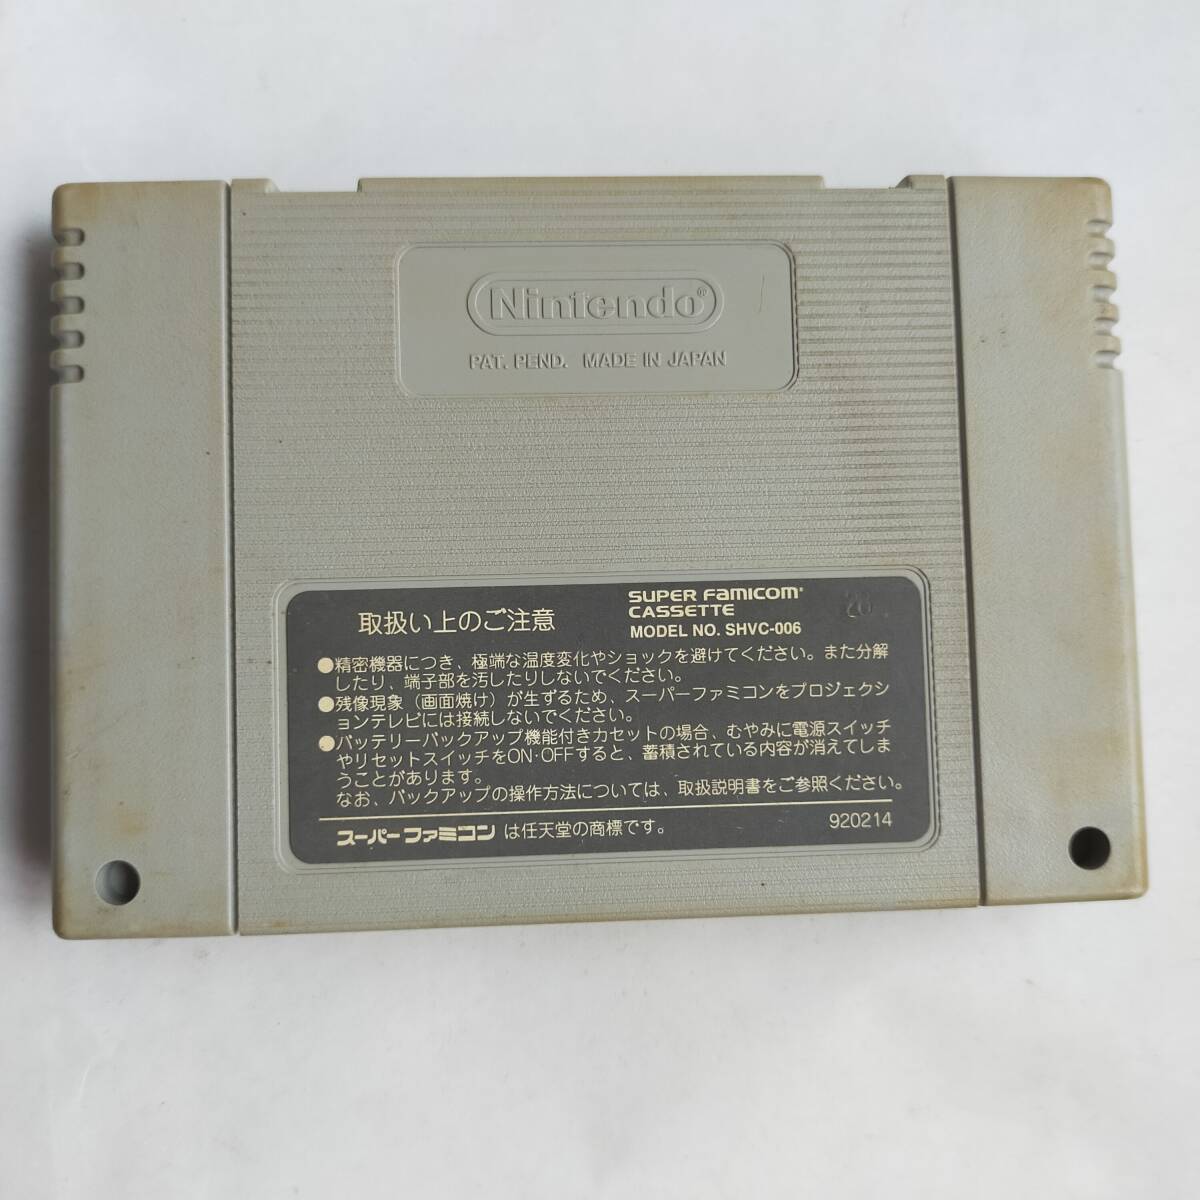 Nintendo®
PAT. PEND. MADE IN JAPAN
取扱い上のご注意
SUPER FAMICOM
CASSETTE
MODEL NO. SHVC-006
●精密機器につき、極端な温度変化やショックを避けてください。また分解
したり、端子部を汚したりしないでください。
●残像現象（画面焼け）が生ずるため、スーパーファミコンをプロジェクシ
ョンテレビには接続しないでください。
●バッテリーバックアップ機能付きカセットの場合、むやみに電源スイッチ
やリセットスイッチをON·OFFすると、蓄積されている内容が消えてしま
うことがあります。
なお、バックアップの操作方法については、取扱説明書をご参照ください。
スーパーファミコン は任天堂の商標です。
920214